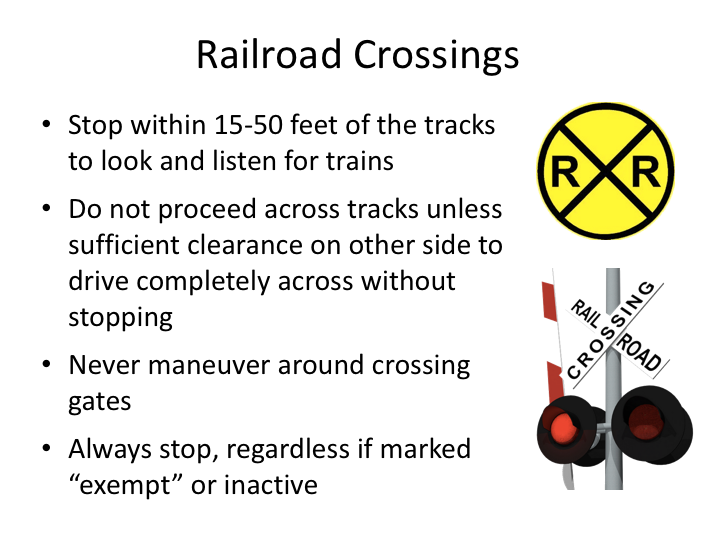 Railroad Crossings
• Stop within 15-50 feet of the tracks
to look and listen for trains
• Do not proceed across tracks unless
sufficient clearance on other side to
drive completely across without
stopping
• Never maneuver around crossing
gates
• Always stop, regardless if marked
“exempt” or inactive
R R
RAIL ROAD
CROSSING